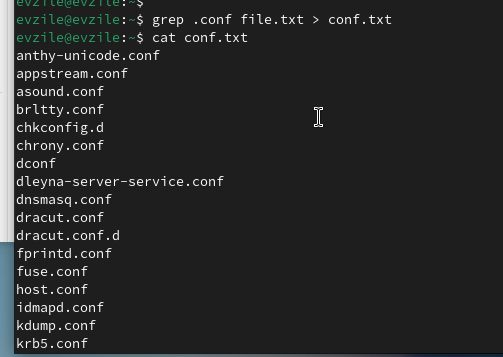 evzile@evzile:~$
evzile@evzile:~$ grep .conf file.txt > conf.txt
evzile@evzile:~$ cat conf.txt
anthy-unicode.conf
appstream.conf
asound.conf
brltty.conf
chkconfig.d
chrony.conf
dconf
dleyna-server-service.conf
dnsmasq.conf
dracut.conf
dracut.conf.d
fprintd.conf
fuse.conf
host.conf
idmapd.conf
kdump.conf
krb5.conf